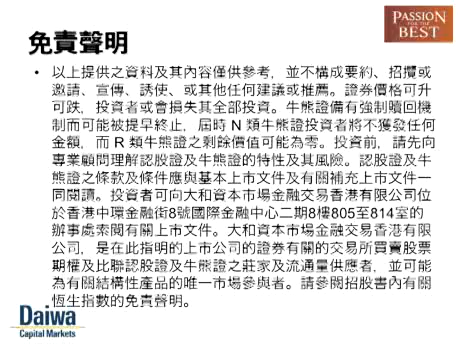 PASSION
FOR THE
BEST
免責聲明
• 以上提供之資料及其內容僅供參考，並不構成要約、招攬或
邀請、宣傳、誘使、或其他任何建議或推薦。證券價格可升
可跌，投資者或會損失其全部投資。牛熊證備有強制贖回機
制而可能被提早終止，屆時 N 類牛熊證投資者將不獲發任何
金額，而 R 類牛熊證之剩餘價值可能為零。投資前，請先向
專業顧問理解認股證及牛熊證的特性及其風險。認股證及牛
熊證之條款及條件應與基本上市文件及有關補充上市文件一
同閱讀。投資者可向大和資本市場金融交易香港有限公司位
於香港中環金融街8號國際金融中心二期8樓805至814室的
辦事處索閱有關上市文件。大和資本市場金融交易香港有限
公司，是在此指明的上市公司的證券有關的交易所買賣股票
期權及比聯認股證及牛熊證之莊家及流通量供應者，並可能
為有關結構性產品的唯一市場參與者。請參閱招股書內有關
恆生指數的免責聲明。
Daiwa
Capital Markets